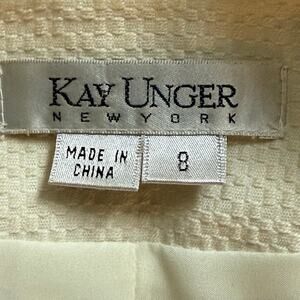 KAY UNGER
NEW YORK
MADE IN
CHINA
8